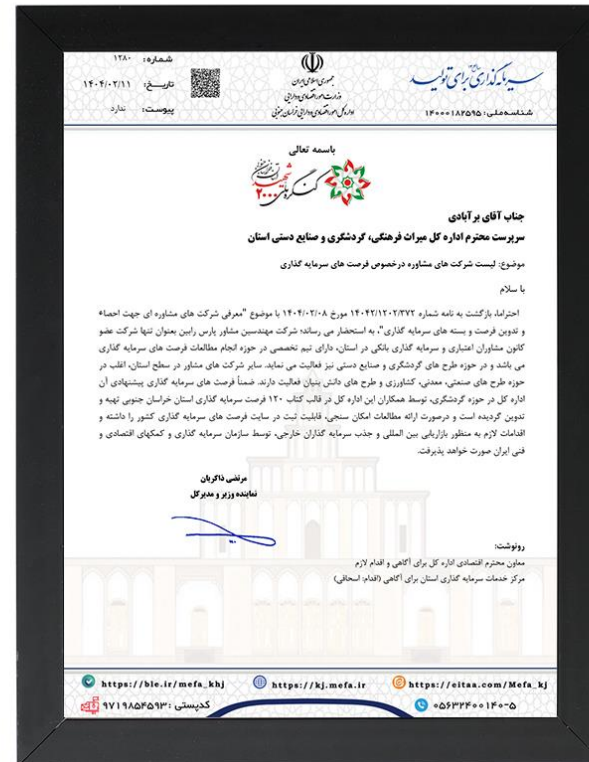 شماره: ۱۲۸۰
تاریخ: ۱۴۰۴/۰۲/۱۱
پیوست: ندارد
جمهوری اسلامی ایران
وزارت امور اقتصادی و دارایی
اداره کل امور اقتصادی و دارایی خراسان جنوبی
سرمایه گذاری برای تولید
شناسه ملی: ۱۴۰۰۰۱۸۲۵۹۵
باسمه تعالی
کنگره ملی
شهید
۲۰۰۰
جناب آقای برآبادی
سرپرست محترم اداره کل میراث فرهنگی، گردشگری و صنایع دستی استان
موضوع: لیست شرکت های مشاوره درخصوص فرصت های سرمایه گذاری
با سلام
احتراما، بازگشت به نامه شماره ۱۴۰۴۲/۱۲۰۲/۳۷۲ مورخ ۱۴۰۴/۰۲/۰۸ با موضوع "معرفی شرکت های مشاوره ای جهت احصاء
و تدوین فرصت و بسته های سرمایه گذاری"، به استحضار می رساند؛ شرکت مهندسین مشاور پارس رایین بعنوان تنها شرکت عضو
کانون مشاوران اعتباری و سرمایه گذاری بانکی در استان، دارای تیم تخصصی در حوزه انجام مطالعات فرصت های سرمایه گذاری
می باشد و در حوزه طرح های گردشگری و صنایع دستی نیز فعالیت می نماید. سایر شرکت های مشاور در سطح استان، اغلب در
حوزه طرح های صنعتی، معدنی، کشاورزی و طرح های دانش بنیان فعالیت دارند. ضمناً فرصت های سرمایه گذاری پیشنهادی آن
اداره کل در حوزه گردشگری، توسط همکاران این اداره کل در قالب کتاب ۱۲۰ فرصت سرمایه گذاری استان خراسان جنوبی تهیه و
تدوین گردیده است و درصورت ارائه مطالعات امکان سنجی، قابلیت ثبت در سایت فرصت های سرمایه گذاری کشور را داشته و
اقدامات لازم به منظور بازاریابی بین المللی و جذب سرمایه گذاران خارجی، توسط سازمان سرمایه گذاری و کمکهای اقتصادی و
فنی ایران صورت خواهد پذیرفت.
مرتضی ذاکریان
نماینده وزیر و مدیرکل
رونوشت:
معاون محترم اقتصادی اداره کل برای آگاهی و اقدام لازم
مرکز خدمات سرمایه گذاری استان برای آگاهی (اقدام: اسحاقی)
https://ble.ir/mefa_khj
https://kj.mefa.ir
https://eitaa.com/Mefa_kj
کدپستی: ۹۷۱۹۸۵۴۵۹۳
۰۵۶۳۲۴۰۰۱۴۰-۵